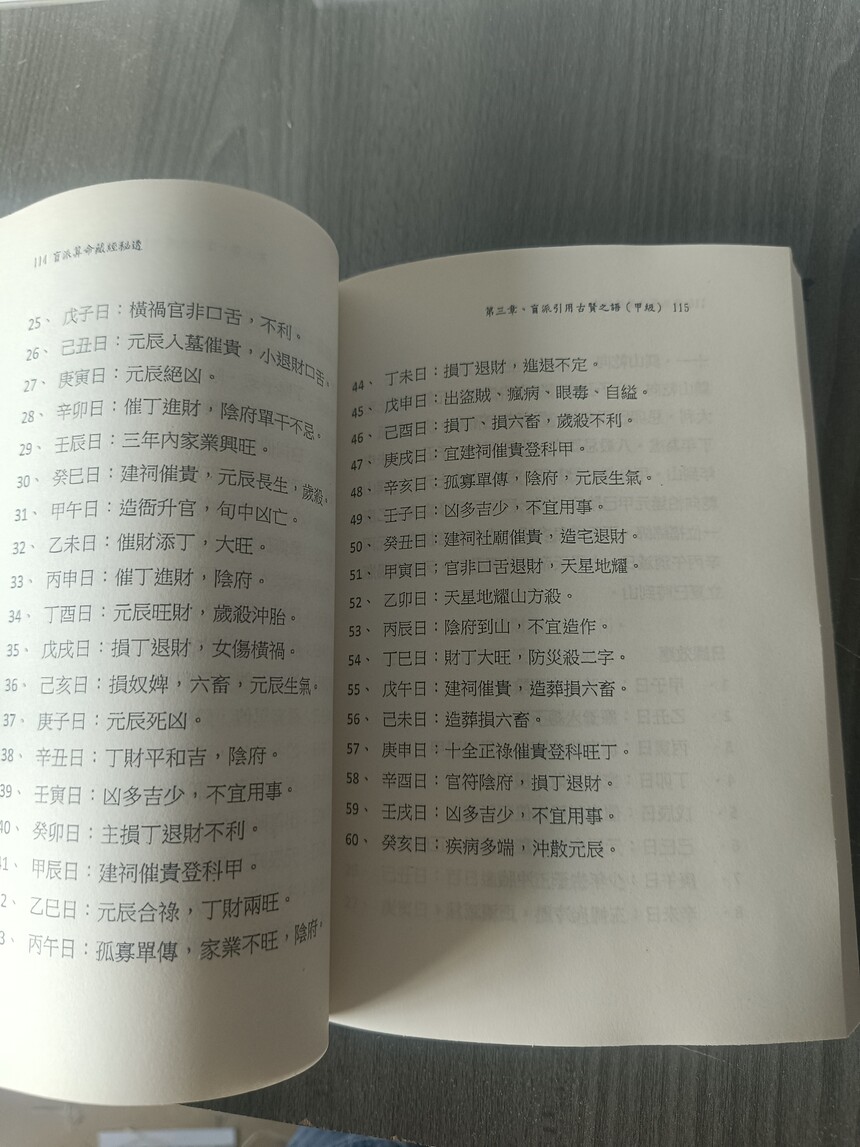 114 盲派算命藏經秘透
25、戊子日：橫禍官非口舌，不利。
26、己丑日：元辰入墓催貴，小退財口舌。
27、庚寅日：元辰絕凶。
28、辛卯日：催丁進財，陰府單干不忌。
29、壬辰日：三年內家業興旺。
30、癸巳日：建祠催貴，元辰長生，歲殺。
31、甲午日：造衙升官，旬中凶亡。
32、乙未日：催財添丁，大旺。
33、丙申日：催丁進財，陰府。
34、丁酉日：元辰旺財，歲殺沖胎。
35、戊戌日：損丁退財，女傷橫禍。
36、己亥日：損奴婢，六畜，元辰生氣。
37、庚子日：元辰死凶。
38、辛丑日：丁財平和吉，陰府。
39、壬寅日：凶多吉少，不宜用事。
40、癸卯日：主損丁退財不利。
41、甲辰日：建祠催貴登科甲。
2、乙巳日：元辰合祿，丁財兩旺。
3、丙午日：孤寡單傳，家業不旺，陰府。
第三章、盲派引用古賢之語（甲級） 115
44、丁未日：損丁退財，進退不定。
45、戊申日：出盜賊、瘋病、眼毒、自縊。
46、己酉日：損丁、損六畜，歲殺不利。
47、庚戌日：宜建祠催貴登科甲。
48、辛亥日：孤寡單傳，陰府，元辰生氣。
49、壬子日：凶多吉少，不宜用事。
50、癸丑日：建祠社廟催貴，造宅退財。
51、甲寅日；官非口舌退財，天星地耀。
52、乙卯日：天星地耀山方殺。
53、丙辰日：陰府到山，不宜造作。
54、丁巳日：財丁大旺，防災殺二字。
55、戊午日：建祠催貴，造葬損六畜。
56、己未日：造葬損六畜。
57、庚申日：十全正祿催貴登科旺丁。
58、辛酉日：官符陰府，損丁退財。
59、壬戌日：凶多吉少，不宜用事。
60、癸亥日：疾病多端，沖散元辰。